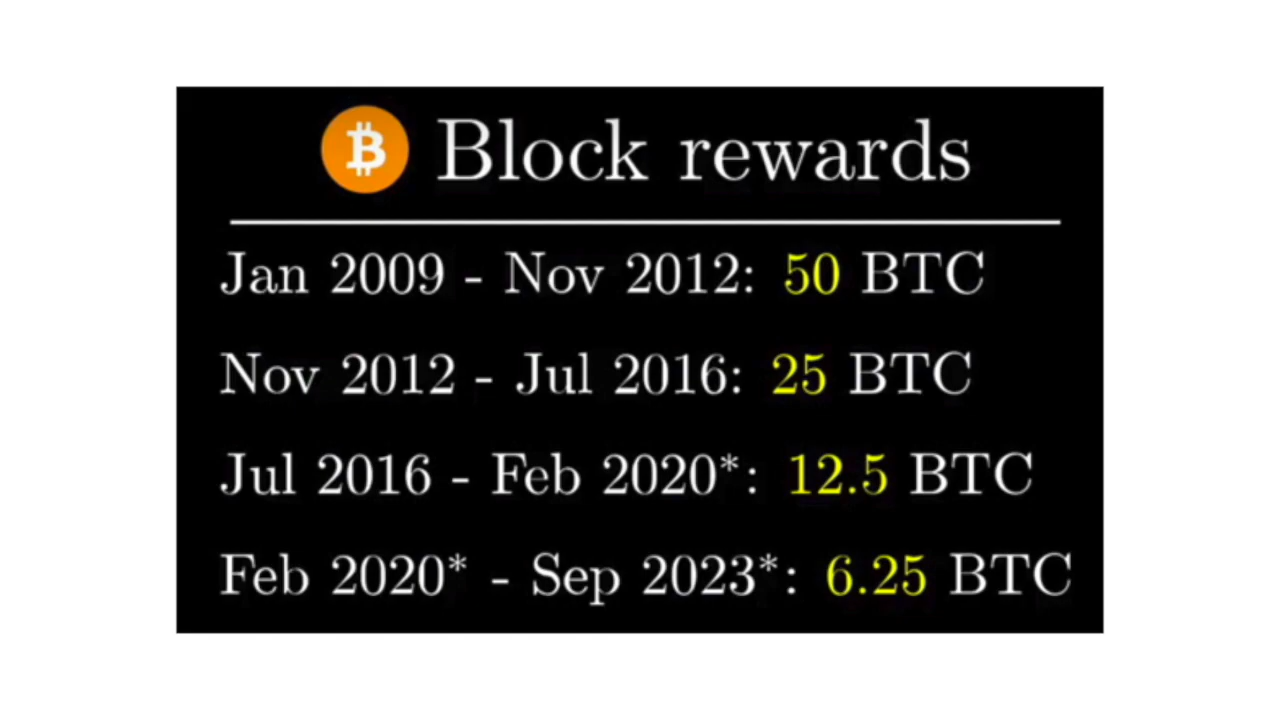 Block rewards
Jan 2009 - Nov 2012: 50 BTC
Nov 2012 - Jul 2016: 25 BTC
Jul 2016 - Feb 2020*: 12.5 BTC
Feb 2020* - Sep 2023*: 6.25 BTC